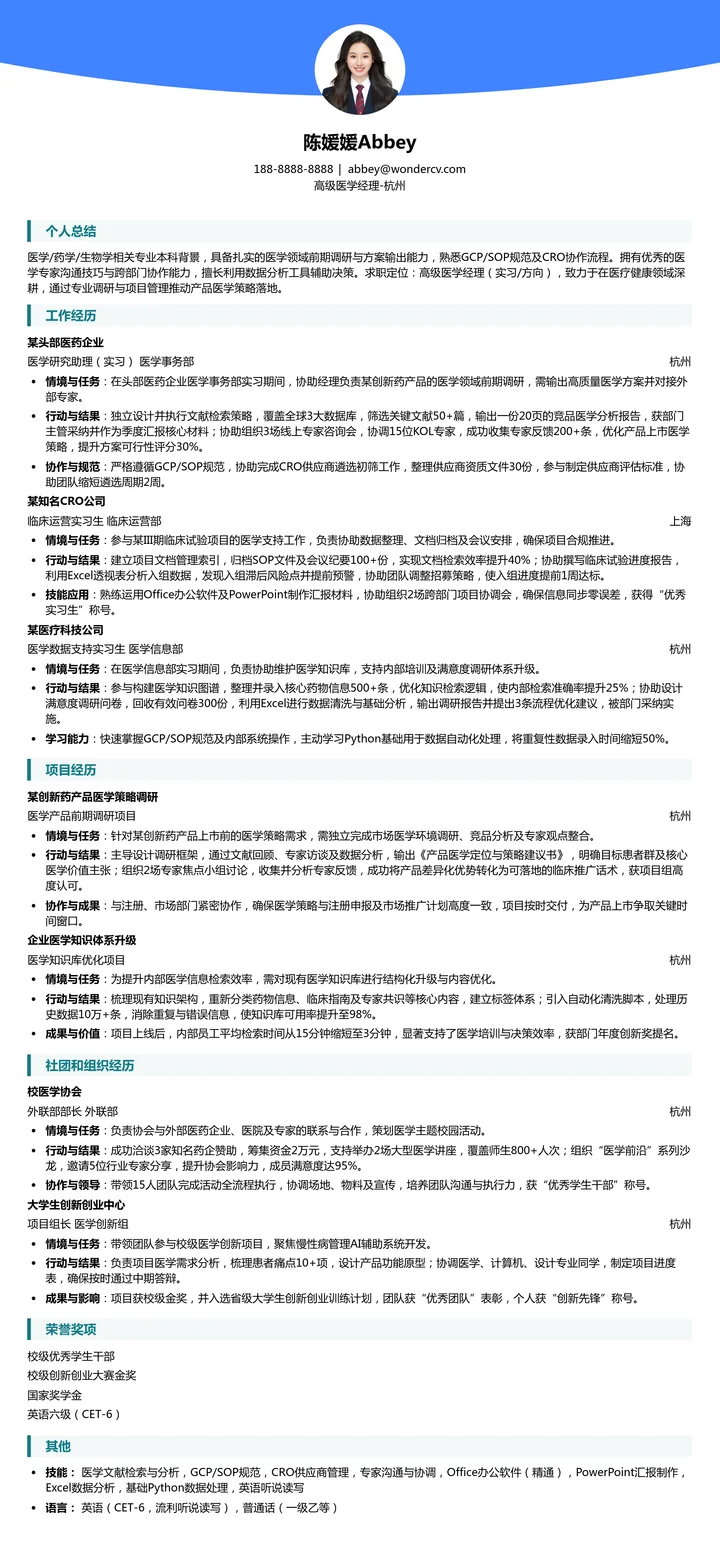 陈媛媛Abbey
188-8888-8888 | abbey@wondercv.com
高级医学经理-杭州
个人总结
医学/药学/生物学相关专业本科背景，具备扎实的医学领域前期调研与方案输出能力，熟悉GCP/SOP规范及CRO协作流程。拥有优秀的医
学专家沟通技巧与跨部门协作能力，擅长利用数据分析工具辅助决策。求职定位：高级医学经理（实习/方向），致力于在医疗健康领域深
耕，通过专业调研与项目管理推动产品医学策略落地。
工作经历
某头部医药企业
医学研究助理（实习） 医学事务部 杭州
• 情境与任务：在头部医药企业医学事务部实习期间，协助经理负责某创新药产品的医学领域前期调研，需输出高质量医学方案并对接外
部专家。
• 行动与结果：独立设计并执行文献检索策略，覆盖全球3大数据库，筛选关键文献50+篇，输出一份20页的竞品医学分析报告，获部门
主管采纳并作为季度汇报核心材料；协助组织3场线上专家咨询会，协调15位KOL专家，成功收集专家反馈200+条，优化产品上市医学
策略，提升方案可行性评分30%。
• 协作与规范：严格遵循GCP/SOP规范，协助完成CRO供应商遴选初筛工作，整理供应商资质文件30份，参与制定供应商评估标准，协
助团队缩短遴选周期2周。
某知名CRO公司
临床运营实习生 临床运营部 上海
• 情境与任务：参与某III期临床试验项目的医学支持工作，负责协助数据整理、文档归档及会议安排，确保项目合规推进。
• 行动与结果：建立项目文档管理索引，归档SOP文件及会议纪要100+份，实现文档检索效率提升40%；协助撰写临床试验进度报告，
利用Excel透视表分析入组数据，发现入组滞后风险点并提前预警，协助团队调整招募策略，使入组进度提前1周达标。
• 技能应用：熟练运用Office办公软件及PowerPoint制作汇报材料，协助组织2场跨部门项目协调会，确保信息同步零误差，获得“优秀
实习生”称号。
某医疗科技公司
医学数据支持实习生 医学信息部 杭州
• 情境与任务：在医学信息部实习期间，负责协助维护医学知识库，支持内部培训及满意度调研体系升级。
• 行动与结果：参与构建医学知识图谱，整理并录入核心药物信息500+条，优化知识检索逻辑，使内部检索准确率提升25%；协助设计
满意度调研问卷，回收有效问卷300份，利用Excel进行数据清洗与基础分析，输出调研报告并提出3条流程优化建议，被部门采纳实
施。
• 学习能力：快速掌握GCP/SOP规范及内部系统操作，主动学习Python基础用于数据自动化处理，将重复性数据录入时间缩短50%。
项目经历
某创新药产品医学策略调研
医学产品前期调研项目 杭州
• 情境与任务：针对某创新药产品上市前的医学策略需求，需独立完成市场医学环境调研、竞品分析及专家观点整合。
• 行动与结果：主导设计调研框架，通过文献回顾、专家访谈及数据分析，输出《产品医学定位与策略建议书》，明确目标患者群及核心
医学价值主张；组织2场专家焦点小组讨论，收集并分析专家反馈，成功将产品差异化优势转化为可落地的临床推广话术，获项目组高
度认可。
• 协作与成果：与注册、市场部门紧密协作，确保医学策略与注册申报及市场推广计划高度一致，项目按时交付，为产品上市争取关键时
间窗口。
企业医学知识体系升级
医学知识库优化项目 杭州
• 情境与任务：为提升内部医学信息检索效率，需对现有医学知识库进行结构化升级与内容优化。
• 行动与结果：梳理现有知识架构，重新分类药物信息、临床指南及专家共识等核心内容，建立标签体系；引入自动化清洗脚本，处理历
史数据10万+条，消除重复与错误信息，使知识库可用率提升至98%。
• 成果与价值：项目上线后，内部员工平均检索时间从15分钟缩短至3分钟，显著支持了医学培训与决策效率，获部门年度创新奖提名。
社团和组织经历
校医学协会
外联部部长 外联部 杭州
• 情境与任务：负责协会与外部医药企业、医院及专家的联系与合作，策划医学主题校园活动。
• 行动与结果：成功洽谈3家知名药企赞助，筹集资金2万元，支持举办2场大型医学讲座，覆盖师生800+人次；组织“医学前沿”系列沙
龙，邀请5位行业专家分享，提升协会影响力，成员满意度达95%。
• 协作与领导：带领15人团队完成活动全流程执行，协调场地、物料及宣传，培养团队沟通与执行力，获“优秀学生干部”称号。
大学生创新创业中心
项目组长 医学创新组 杭州
• 情境与任务：带领团队参与校级医学创新项目，聚焦慢性病管理AI辅助系统开发。
• 行动与结果：负责项目医学需求分析，梳理患者痛点10+项，设计产品功能原型；协调医学、计算机、设计专业同学，制定项目进度
表，确保按时通过中期答辩。
• 成果与影响：项目获校级金奖，并入选省级大学生创新创业训练计划，团队获“优秀团队”表彰，个人获“创新先锋”称号。
荣誉奖项
校级优秀学生干部
校级创新创业大赛金奖
国家奖学金
英语六级（CET-6）
其他
• 技能： 医学文献检索与分析，GCP/SOP规范，CRO供应商管理，专家沟通与协调，Office办公软件（精通），PowerPoint汇报制作，
Excel数据分析，基础Python数据处理，英语听说读写
• 语言： 英语（CET-6，流利听说读写），普通话（一级乙等）